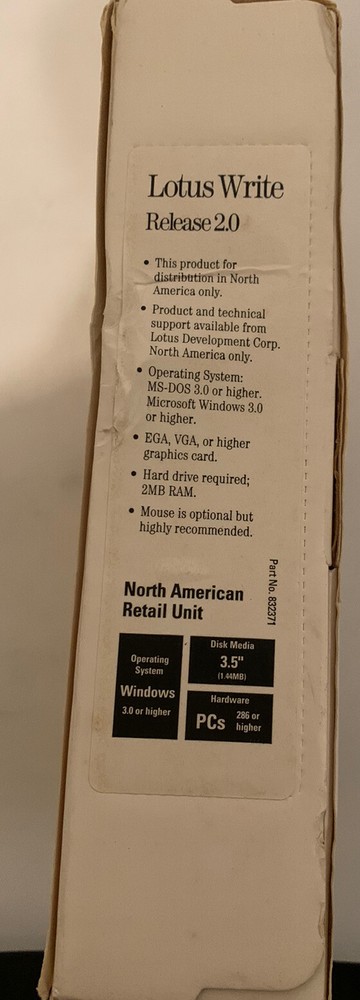 Lotus Write
Release 2.0
• This product for
distribution in North
America only.
• Product and technical
support available from
Lotus Development Corp.
North America only.
• Operating System:
MS-DOS 3.0 or higher.
Microsoft Windows 3.0
or higher.
• EGA, VGA, or higher
graphics card.
• Hard drive required;
2MB RAM.
• Mouse is optional but
highly recommended.
Part No. 832371
North American
Retail Unit
Operating
System
Windows
3.0 or higher
Disk Media
3.5"
(1.44MB)
Hardware
PCs 286 or
higher